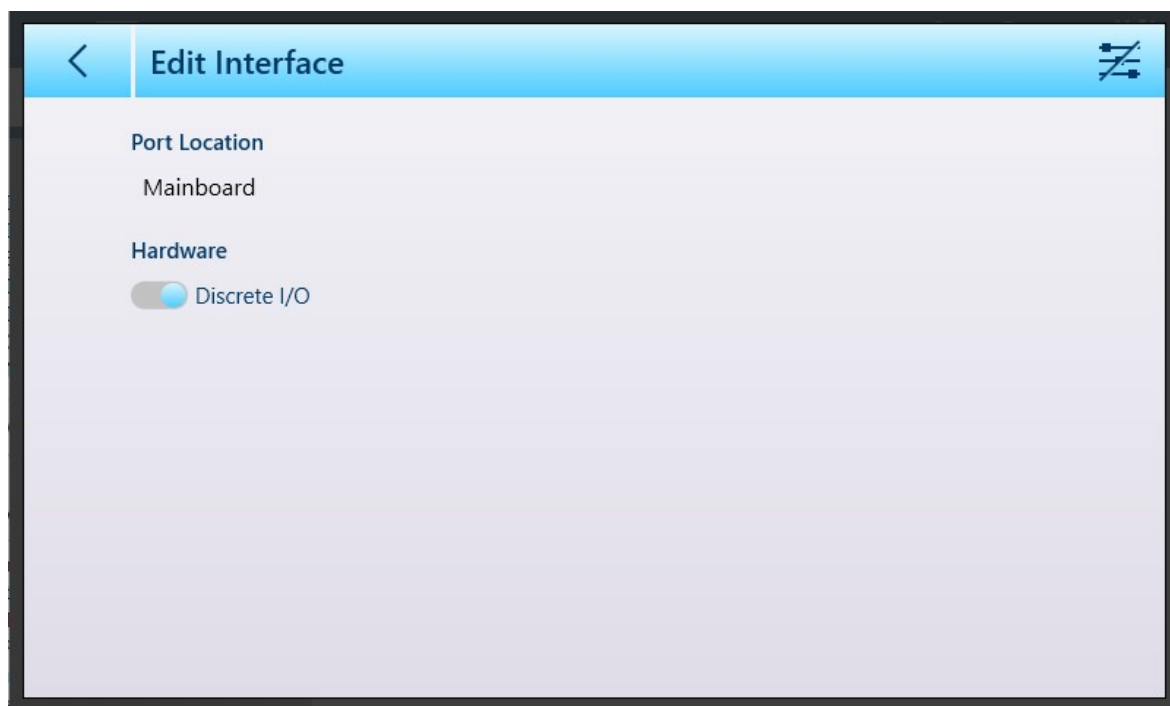 Edit Interface
Port Location
Mainboard
Hardware
Discrete I/O